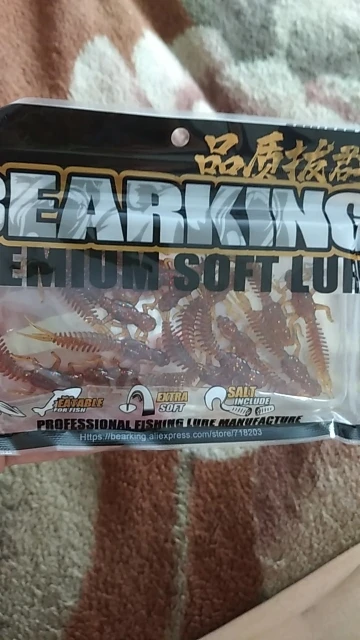 品质拔群
BEARKING
EMIUM SOFT LUR
EATABLE
FOR FISH
EXTRA
SOFT
SALT
INCLUDE
PROFESSIONAL FISHING LURE MANUFACTURE
Https://bearking.aliexpress.com/store/718203